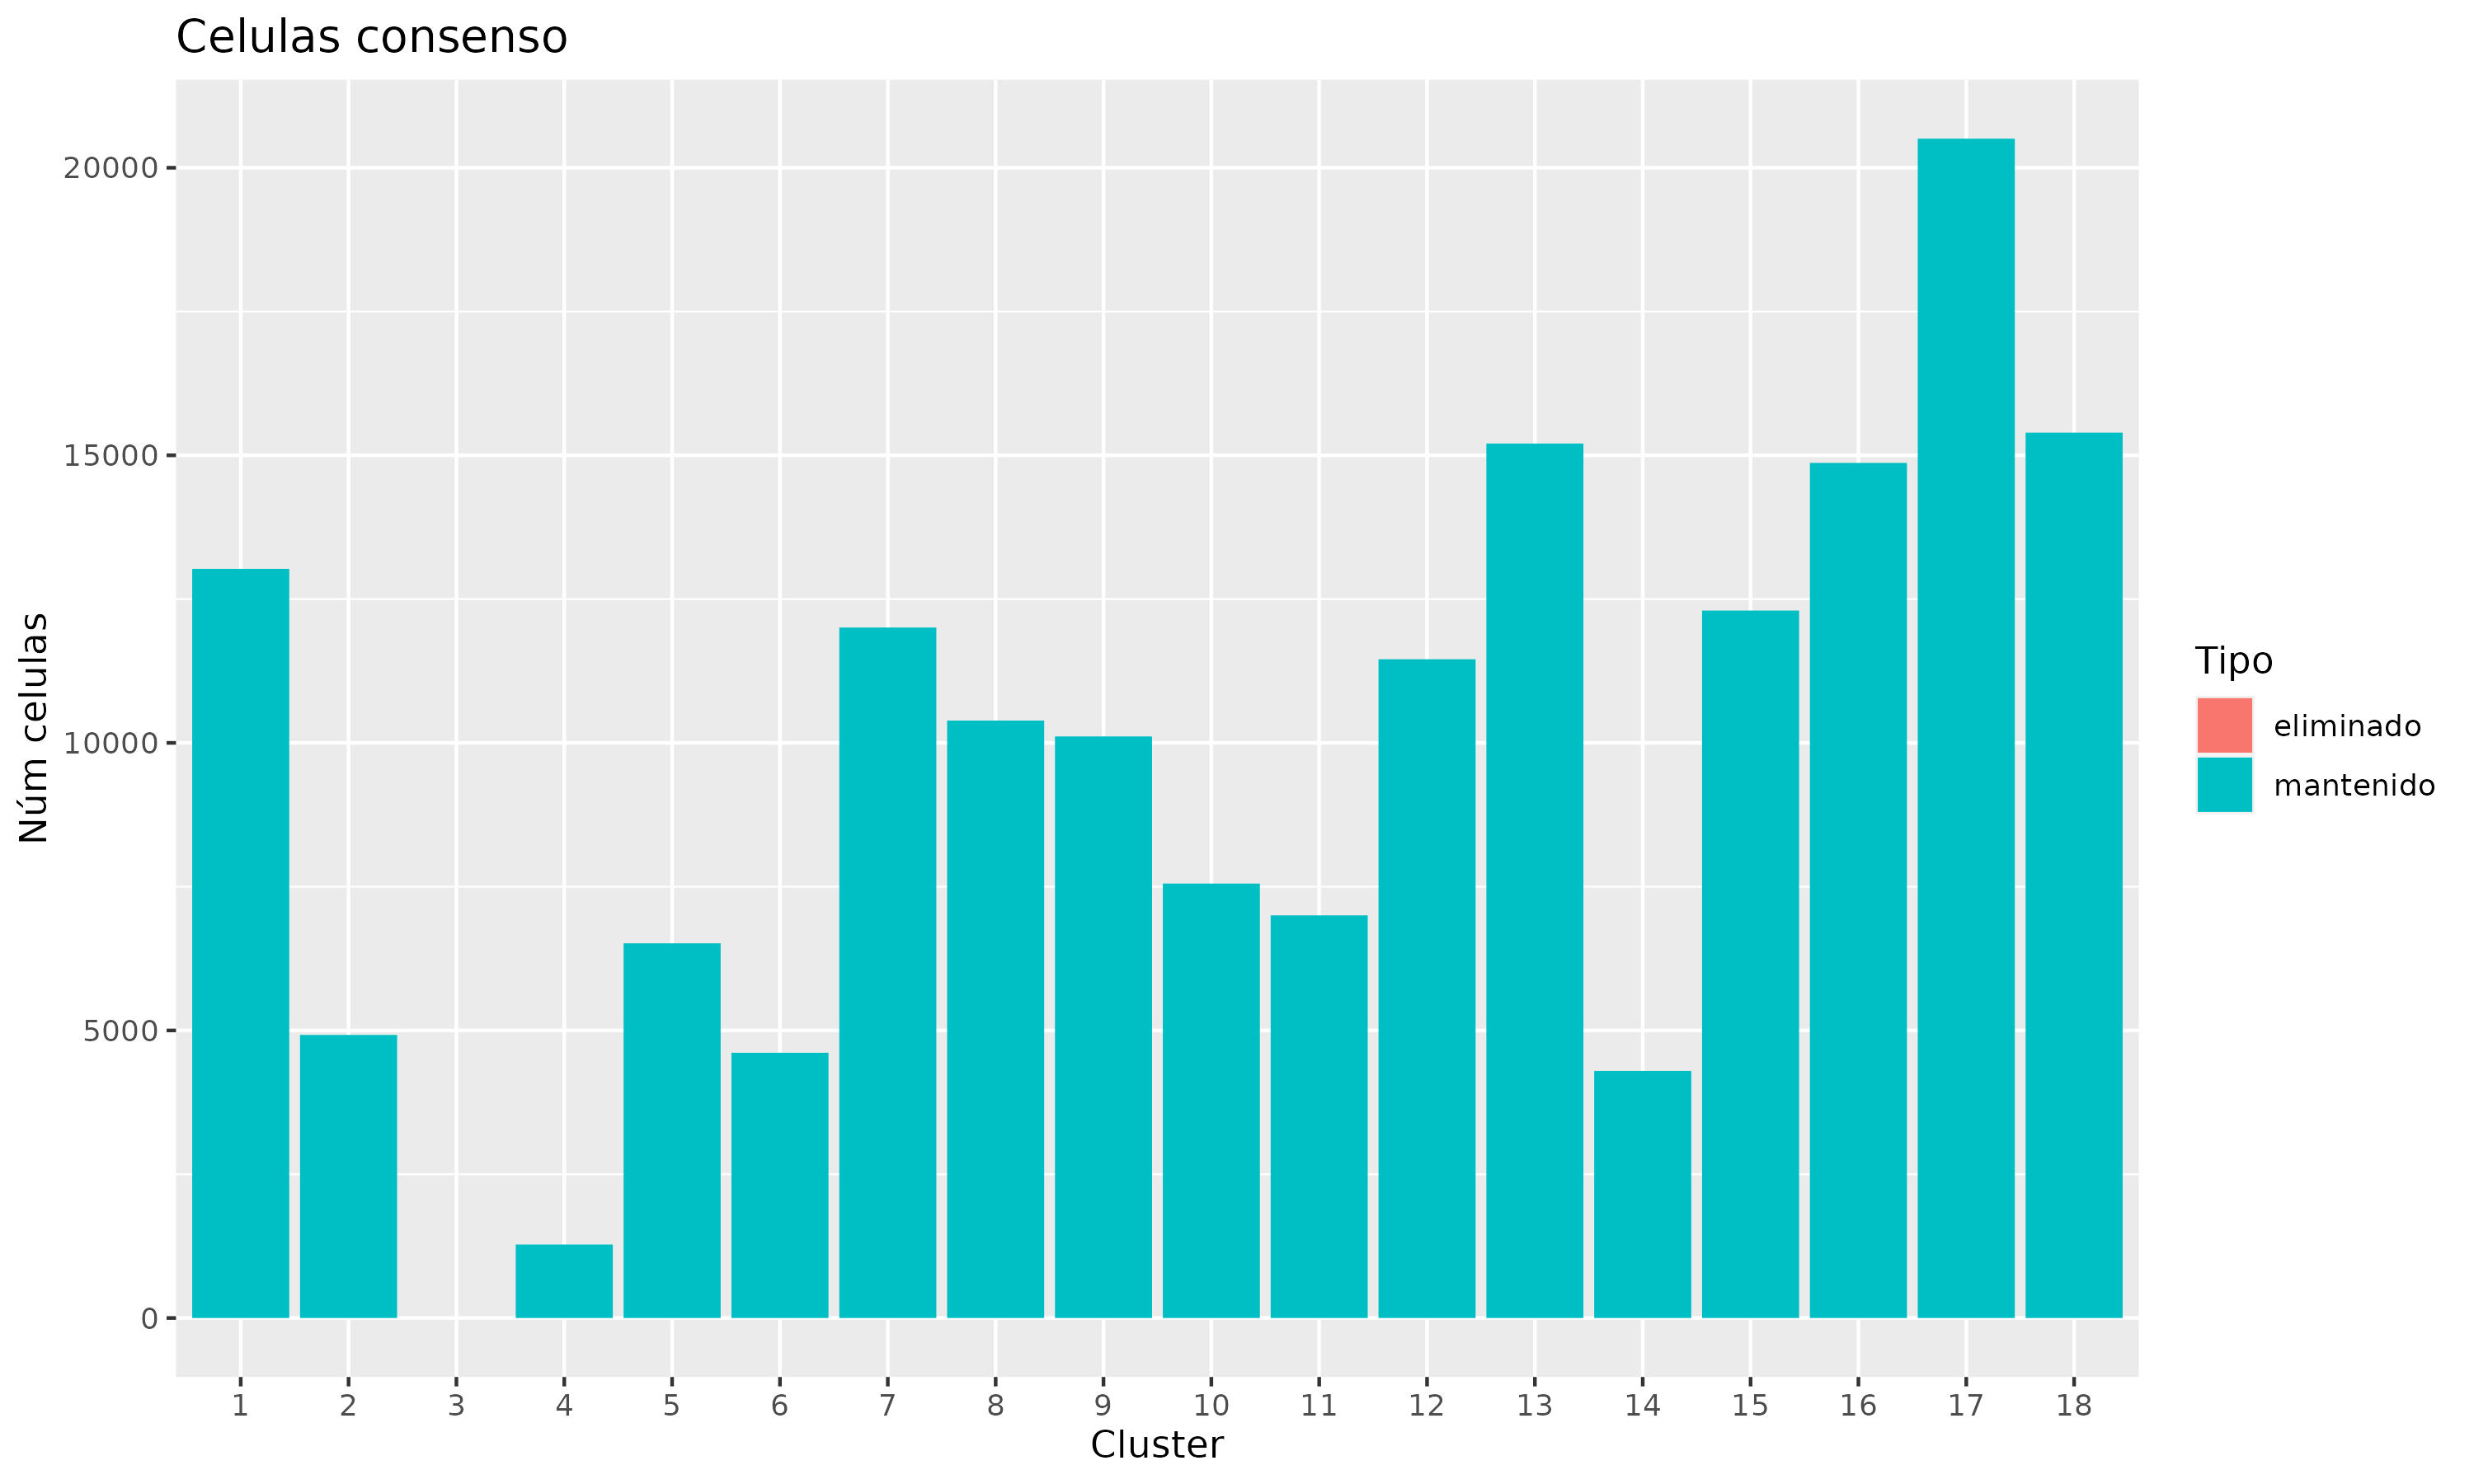 Celulas consenso
Núm celulas
20000
15000
10000
5000
0
1 2 3 4 5 6 7 8 9 10 11 12 13 14 15 16 17 18
Cluster
Tipo
eliminado
mantenido